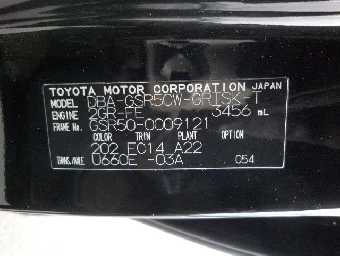 TOYOTA MOTOR CORPORATION JAPAN
MODEL DBA-GSR50W-GRISK-T
ENGINE 2GR-FE 3456 mL
FRAME No. GSR50-0009121
COLOR TRIM PLANT OPTION
202 EC14 A22
TRANS./AXLE U660E -03A 054